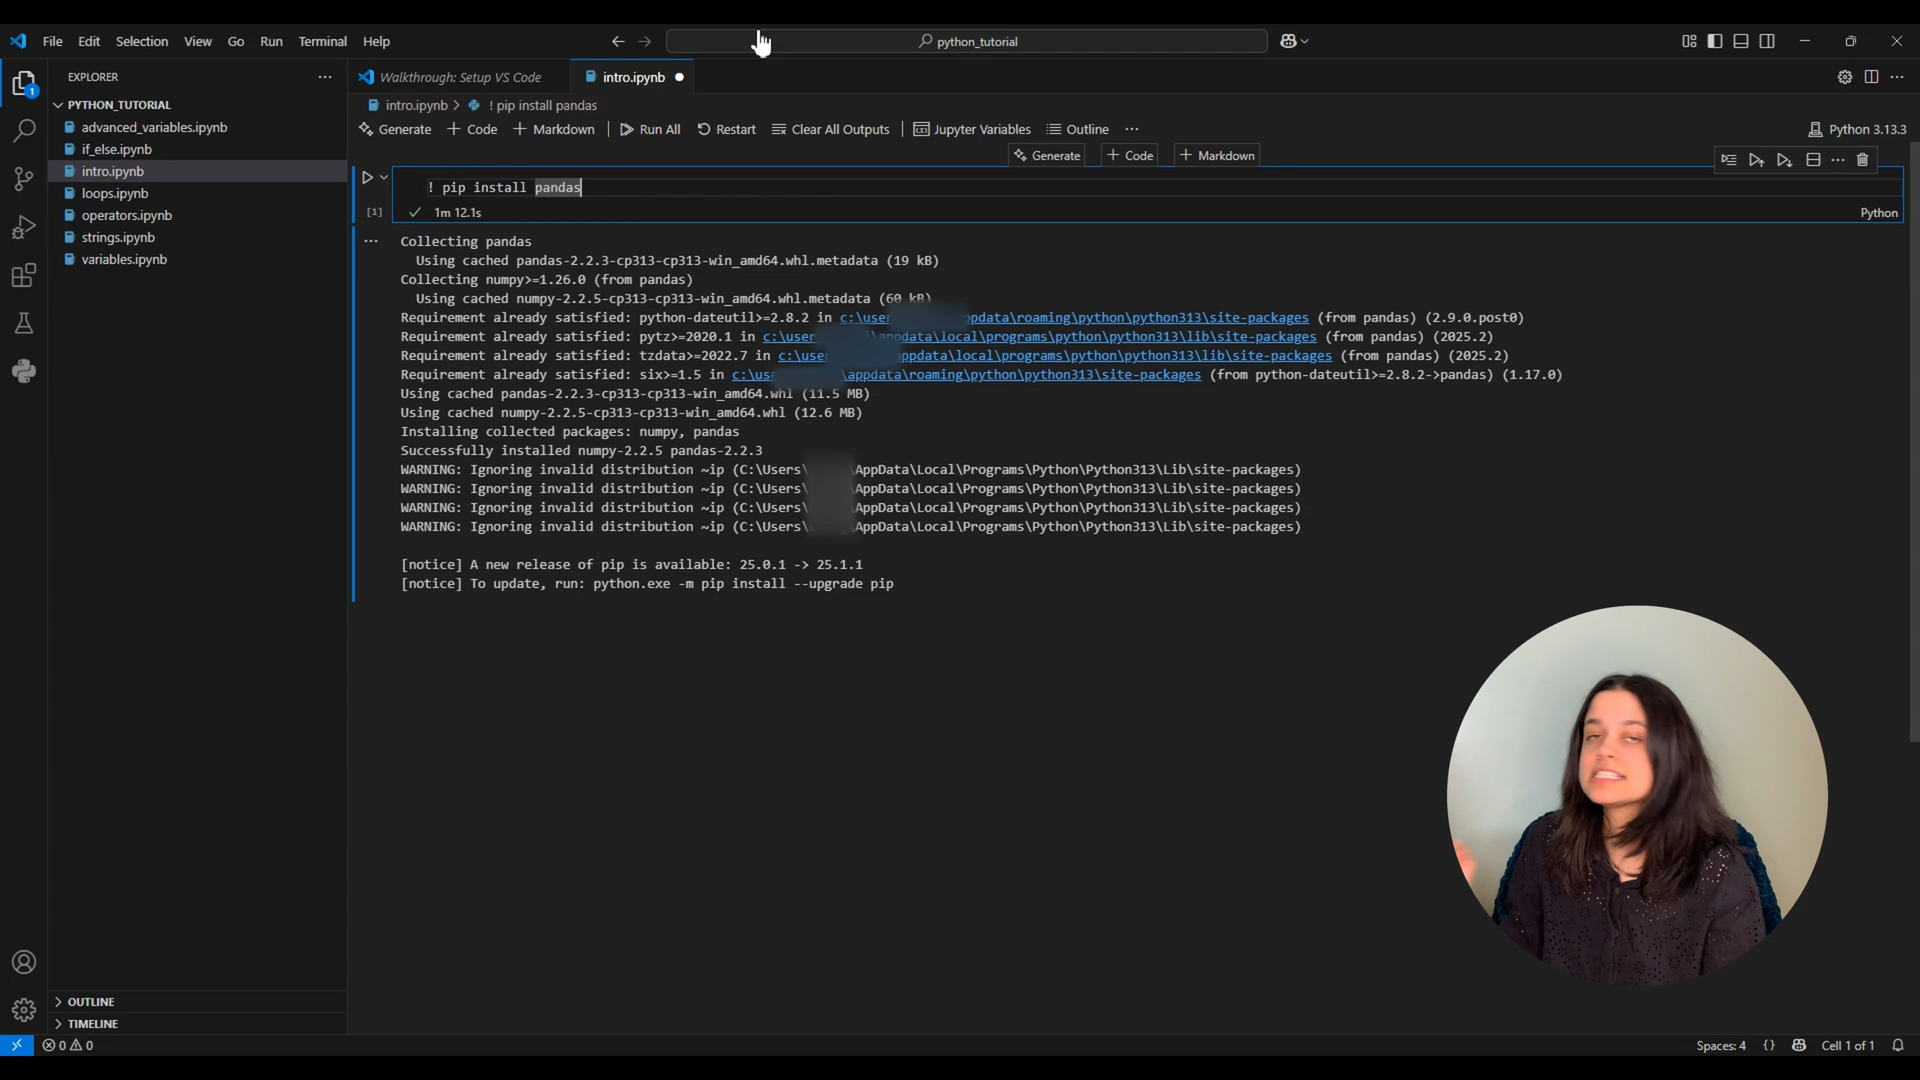 File Edit Selection View Go Run Terminal Help
python_tutorial
EXPLORER
Walkthrough: Setup VS Code
intro.ipynb
PYTHON_TUTORIAL
advanced_variables.ipynb
if_else.ipynb
intro.ipynb
loops.ipynb
operators.ipynb
strings.ipynb
variables.ipynb
1
intro.ipynb > ! pip install pandas
Generate + Code + Markdown Run All Restart Clear All Outputs Jupyter Variables Outline ... Python 3.13.3
Generate + Code + Markdown
! pip install pandas
[1] 1m 12.1s Python
Collecting pandas
Using cached pandas-2.2.3-cp313-cp313-win_amd64.whl.metadata (19 kB)
Collecting numpy>=1.26.0 (from pandas)
Using cached numpy-2.2.5-cp313-cp313-win_amd64.whl.metadata (60 kB)
Requirement already satisfied: python-dateutil>=2.8.2 in c:\user ppdata\roaming\python\python313\site-packages (from pandas) (2.9.0.post0)
Requirement already satisfied: pytz>=2020.1 in c:\user \appdata\local\programs\python\python313\lib\site-packages (from pandas) (2025.2)
Requirement already satisfied: tzdata>=2022.7 in c:\use appdata\local\programs\python\python313\lib\site-packages (from pandas) (2025.2)
Requirement already satisfied: six>=1.5 in c:\use \appdata\roaming\python\python313\site-packages (from python-dateutil>=2.8.2->pandas) (1.17.0)
Using cached pandas-2.2.3-cp313-cp313-win_amd64.whl (11.5 MB)
Using cached numpy-2.2.5-cp313-cp313-win_amd64.whl (12.6 MB)
Installing collected packages: numpy, pandas
Successfully installed numpy-2.2.5 pandas-2.2.3
WARNING: Ignoring invalid distribution ~ip (C:\Users\ \AppData\Local\Programs\Python\Python313\Lib\site-packages)
WARNING: Ignoring invalid distribution ~ip (C:\Users\ \AppData\Local\Programs\Python\Python313\Lib\site-packages)
WARNING: Ignoring invalid distribution ~ip (C:\Users\ \AppData\Local\Programs\Python\Python313\Lib\site-packages)
WARNING: Ignoring invalid distribution ~ip (C:\Users\ \AppData\Local\Programs\Python\Python313\Lib\site-packages)
[notice] A new release of pip is available: 25.0.1 -> 25.1.1
[notice] To update, run: python.exe -m pip install --upgrade pip
OUTLINE
TIMELINE
0 0
Spaces: 4 {} Cell 1 of 1